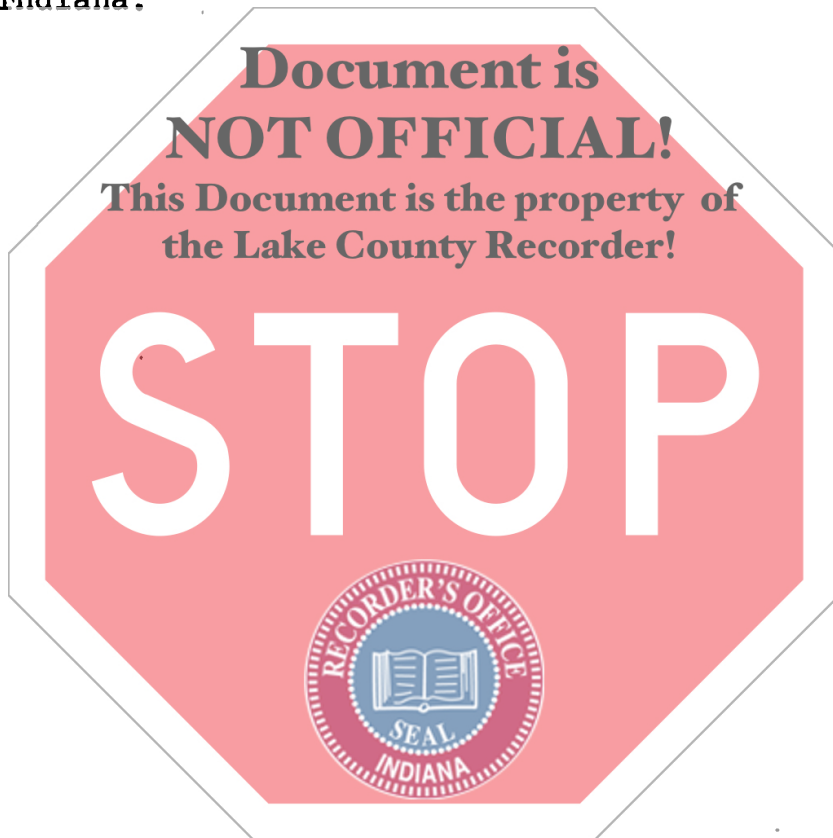 Indiana.
Document is
NOT OFFICIAL!
This Document is the property of
the Lake County Recorder!
STOP
RECORDER'S OFFICE
SEAL
INDIANA